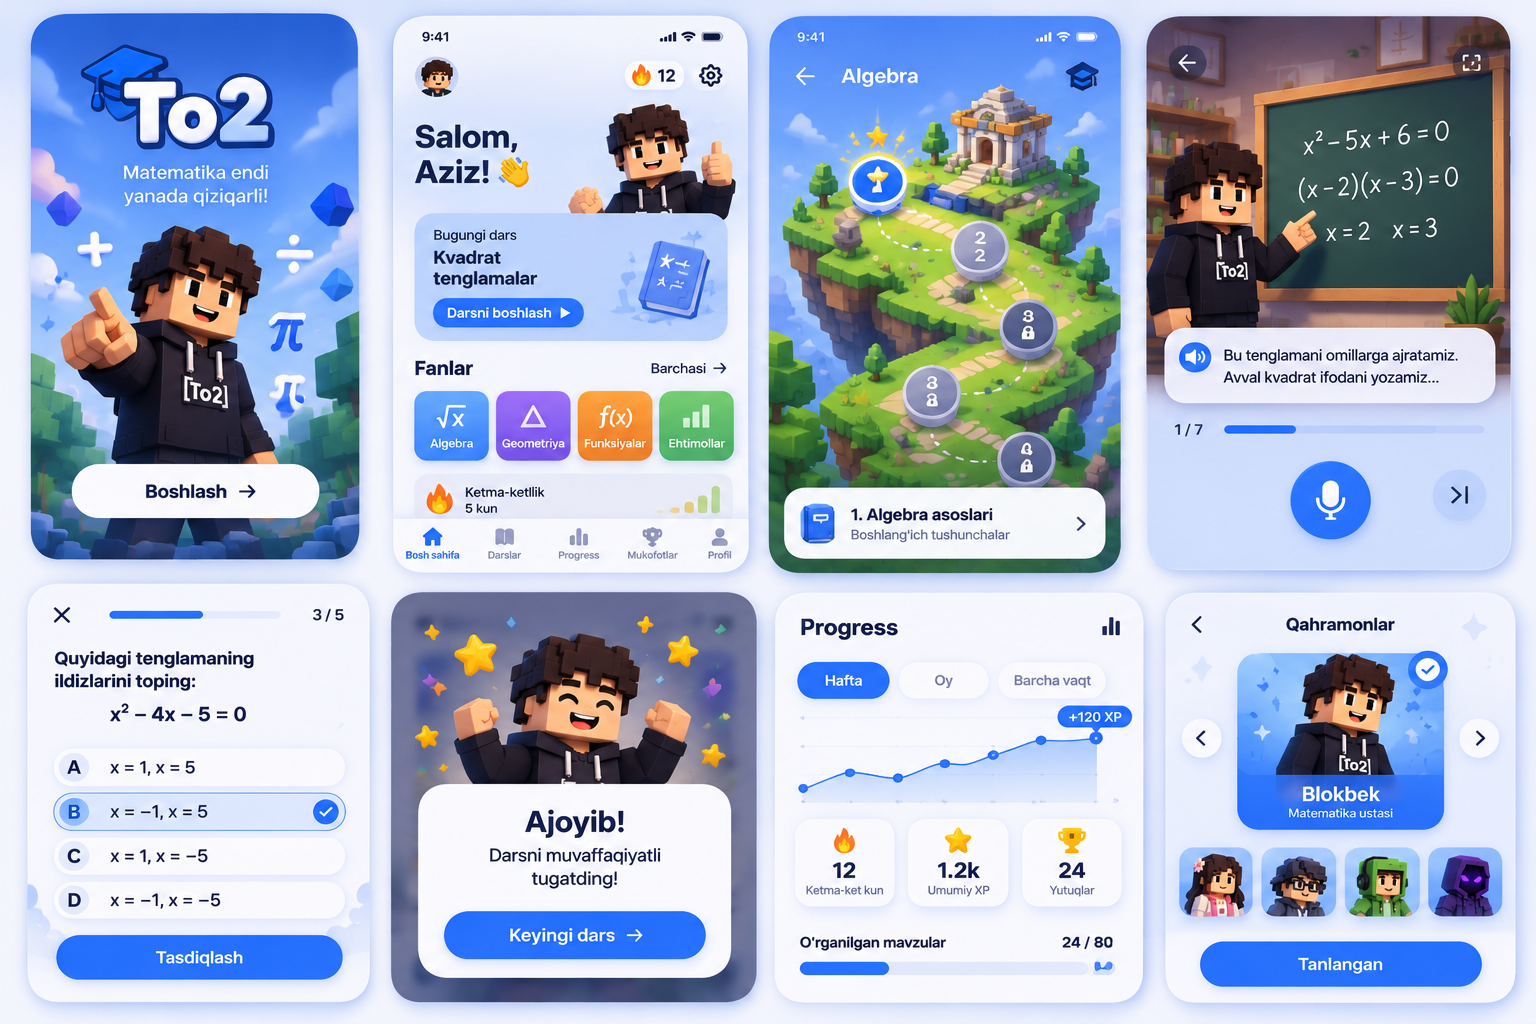 To2
Matematika endi
yanada qiziqarli!
[To2]
Boshlash →
9:41
12
Salom,
Aziz!
Bugungi dars
Kvadrat
tenglamalar
Darsni boshlash
Fanlar
Barchasi →
√x
Algebra
Geometriya
f(x)
Funksiyalar
Ehtimollar
Ketma-ketllik
5 kun
Bosh sahifa
Darslar
Progress
Mukofotlar
Profil
9:41
← Algebra
1
2
2
3
3
8
4
1. Algebra asoslari
Boshlang'ich tushunchalar
x² – 5x + 6 = 0
(x – 2)(x – 3) = 0
x = 2 x = 3
[To2]
Bu tenglamani omillarga ajratamiz.
Avval kvadrat ifodani yozamiz...
1 / 7
3 / 5
Quyidagi tenglamaning
ildizlarini toping:
x² – 4x – 5 = 0
A x = 1, x = 5
B x = –1, x = 5
C x = 1, x = –5
D x = –1, x = –5
Tasdiqlash
Ajoyib!
Darsni muvaffaqiyatli
tugatding!
Keyingi dars →
Progress
Hafta
Oy
Barcha vaqt
+120 XP
12
Ketma-ket kun
1.2k
Umumiy XP
24
Yutuqlar
O'rganilgan mavzular
24 / 80
Qahramonlar
[To2]
Blokbek
Matematika ustasi
Tanlangan